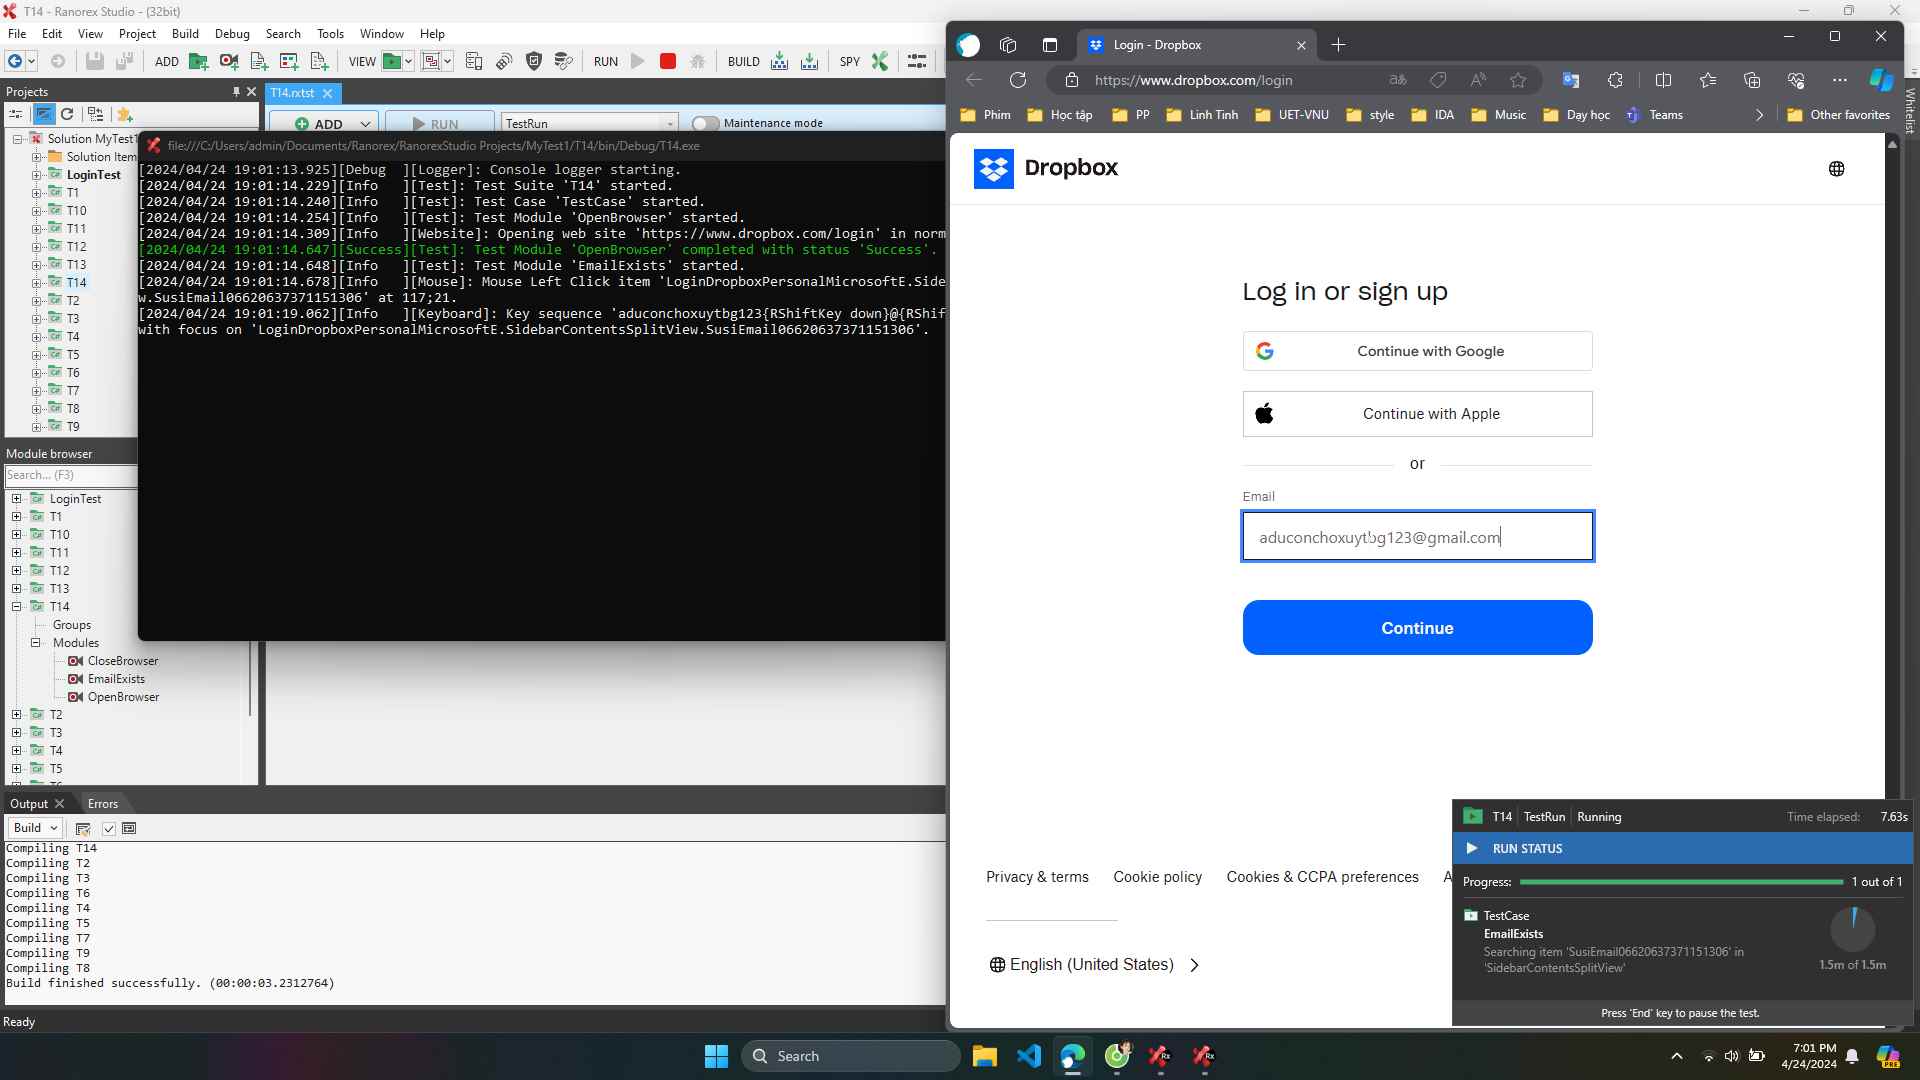 T14 - Ranorex Studio - (32bit)
File Edit View Project Build Debug Search Tools Window Help
ADD VIEW RUN BUILD SPY
Projects
T14.rxtst
ADD RUN TestRun Maintenance mode
Solution MyTest1
Solution Item
LoginTest
T1
T10
T11
T12
T13
T14
T2
T3
T4
T5
T6
T7
T8
T9
Module browser
Search... (F3)
LoginTest
T1
T10
T11
T12
T13
T14
Groups
Modules
CloseBrowser
EmailExists
OpenBrowser
T2
T3
T4
T5
file:///C:/Users/admin/Documents/Ranorex/RanorexStudio Projects/MyTest1/T14/bin/Debug/T14.exe
[2024/04/24 19:01:13.925][Debug  ][Logger]: Console logger starting.
[2024/04/24 19:01:14.229][Info   ][Test]: Test Suite 'T14' started.
[2024/04/24 19:01:14.240][Info   ][Test]: Test Case 'TestCase' started.
[2024/04/24 19:01:14.254][Info   ][Test]: Test Module 'OpenBrowser' started.
[2024/04/24 19:01:14.309][Info   ][Website]: Opening web site 'https://www.dropbox.com/login' in norm
[2024/04/24 19:01:14.647][Success][Test]: Test Module 'OpenBrowser' completed with status 'Success'.
[2024/04/24 19:01:14.648][Info   ][Test]: Test Module 'EmailExists' started.
[2024/04/24 19:01:14.678][Info   ][Mouse]: Mouse Left Click item 'LoginDropboxPersonalMicrosoftE.Side
w.SusiEmail06620637371151306' at 117;21.
[2024/04/24 19:01:19.062][Info   ][Keyboard]: Key sequence 'aduconchoxuytbg123{RShiftKey down}@{RShif
with focus on 'LoginDropboxPersonalMicrosoftE.SidebarContentsSplitView.SusiEmail06620637371151306'.
Output Errors
Build
Compiling T14
Compiling T2
Compiling T3
Compiling T6
Compiling T4
Compiling T5
Compiling T7
Compiling T9
Compiling T8
Build finished successfully. (00:00:03.2312764)
Ready
Login - Dropbox
https://www.dropbox.com/login
Phim Học tập PP Linh Tinh UET-VNU style IDA Music Dạy học Teams Other favorites
Whitelist
Dropbox
Log in or sign up
Continue with Google
Continue with Apple
or
Email
aduconchoxuytbg123@gmail.com
Continue
Privacy & terms Cookie policy Cookies & CCPA preferences A
English (United States)
T14 TestRun Running Time elapsed: 7.63s
RUN STATUS
Progress: 1 out of 1
TestCase
EmailExists
Searching item 'SusiEmail06620637371151306' in
'SidebarContentsSplitView'
1.5m of 1.5m
Press 'End' key to pause the test.
Search
7:01 PM
4/24/2024
PRE